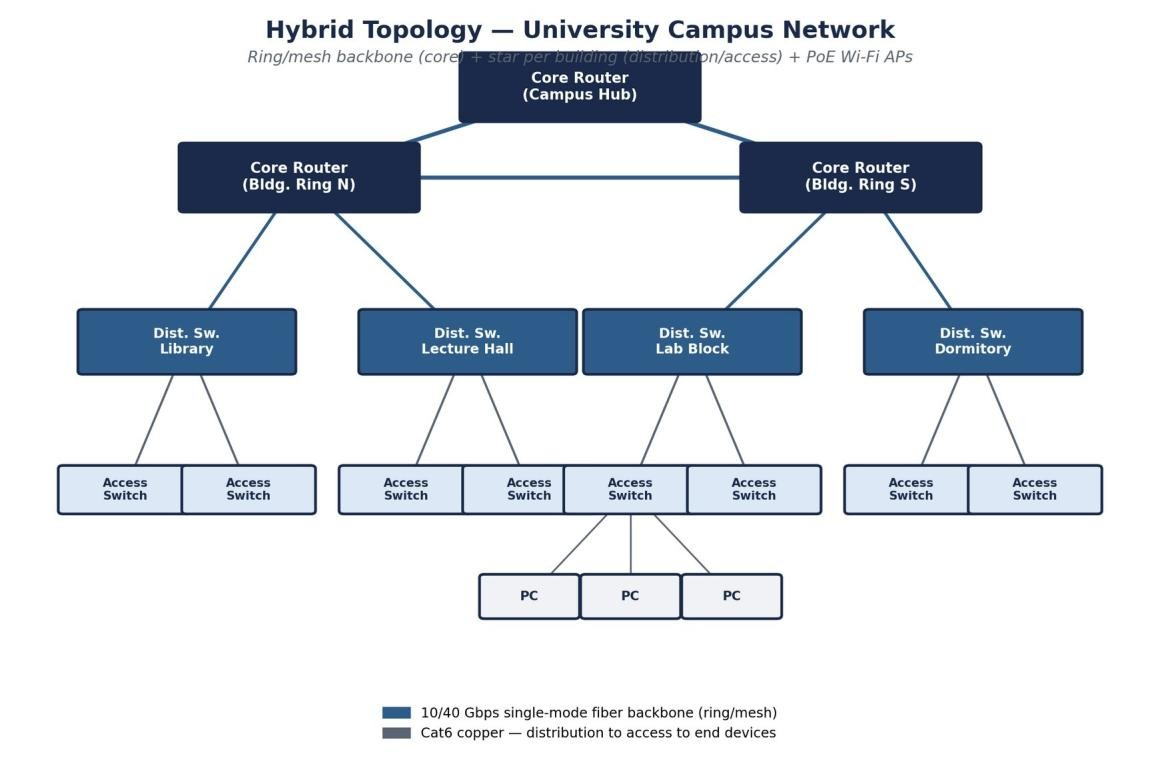 Hybrid Topology — University Campus Network
Ring/mesh backbone (core) + star per building (distribution/access) + PoE Wi-Fi APs
Core Router
(Campus Hub)
Core Router
(Bldg. Ring N)
Core Router
(Bldg. Ring S)
Dist. Sw.
Library
Dist. Sw.
Lecture Hall
Dist. Sw.
Lab Block
Dist. Sw.
Dormitory
Access
Switch
Access
Switch
Access
Switch
Access
Switch
Access
Switch
Access
Switch
Access
Switch
Access
Switch
PC
PC
PC
10/40 Gbps single-mode fiber backbone (ring/mesh)
Cat6 copper — distribution to access to end devices